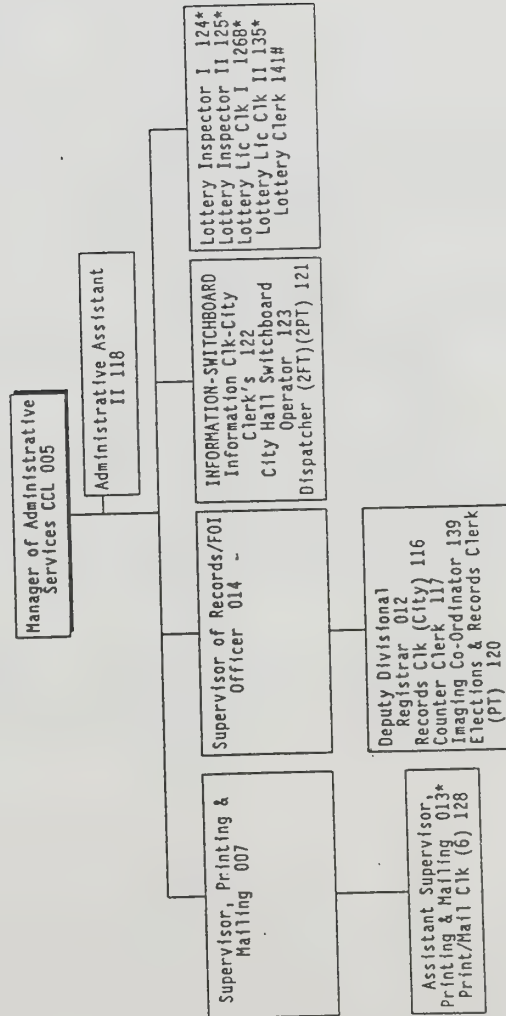 Manager of Administrative
Services CCL 005
Administrative Assistant
II 118
Supervisor, Printing &
Mailing 007
Supervisor of Records/FOI
Officer 014 -
INFORMATION-SWITCHBOARD
Information Clk-City
Clerk's 122
City Hall Switchboard
Operator 123
Dispatcher (2FT)(2PT) 121
Lottery Inspector I 124*
Lottery Inspector II 125*
Lottery Lic Clk I 126B*
Lottery Lic Clk II 135*
Lottery Clerk 141#
Assistant Supervisor,
Printing & Mailing 013*
Print/Mail Clk (6) 128
Deputy Divisional
Registrar 012
Records Clk (City) 116
Counter Clerk 117
Imaging Co-Ordinator 139
Elections & Records Clerk
(PT) 120